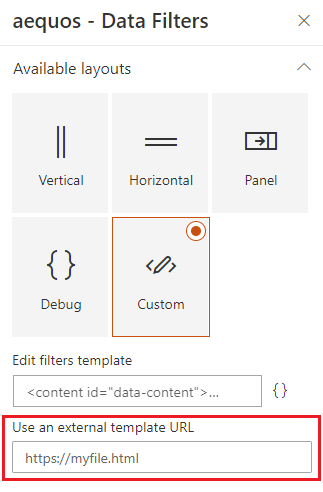 aequos - Data Filters
Available layouts
Vertical Horizontal Panel
Debug Custom
Edit filters template
<content id="data-content">...
{}
Use an external template URL
https://myfile.html